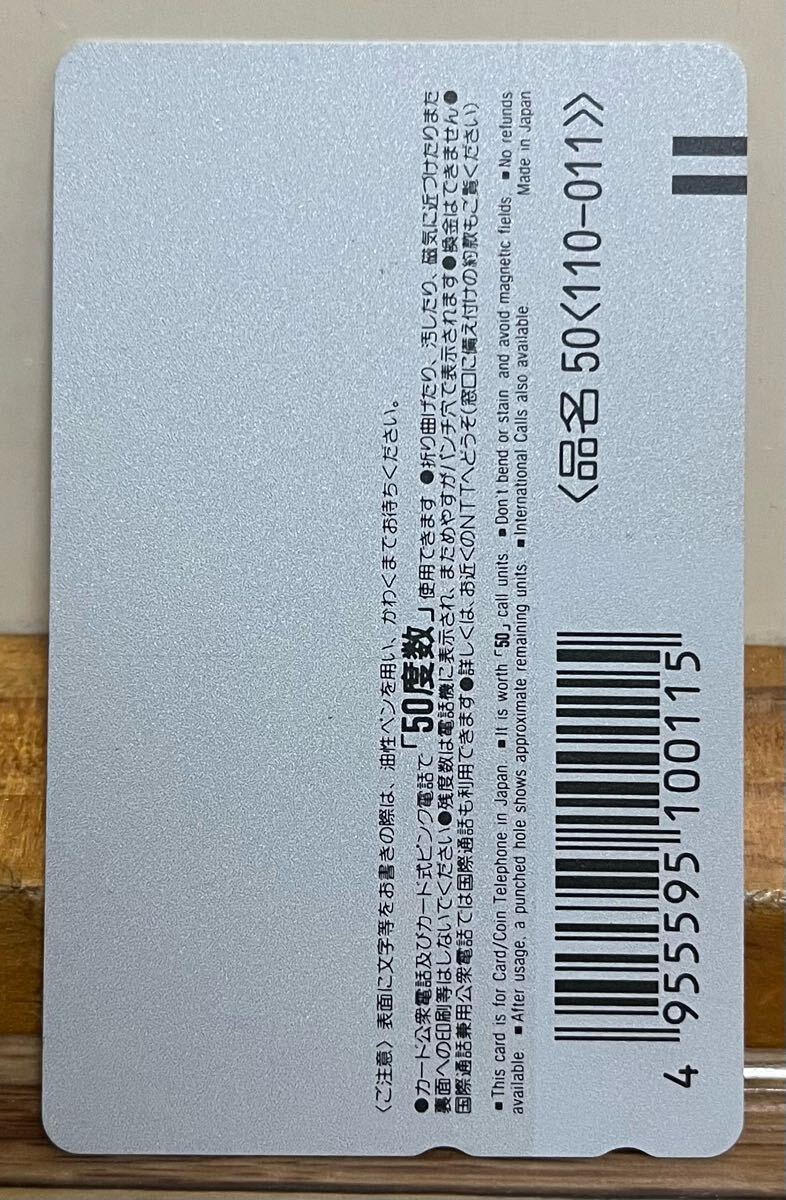 〈ご注意〉表面に文字等をお書きの際は、油性ペンを用い、かわくまでお待ちください。
●カード公衆電話及びカード式ピンク電話で「50度数」使用できます ●折り曲げたり、汚したり、磁気に近づけたりまた
裏面への印刷等はしないでください●残度数は電話機に表示され、まためやすがパンチ穴で表示されます●換金はできません●
国際通話兼用公衆電話では国際通話も利用できます●詳しくは、お近くのNTTへどうぞ(窓口に備え付けの約款もご覧ください)
■This card is for Card/Coin Telephone in Japan ■It is worth「50」call units ■Don't bend or stain and avoid magnetic fields ■No refunds
available ■After usage, a punched hole shows approximate remaining units. ■International Calls also available Made in Japan
〈品名 50〈110-011〉〉
4 955595 100115